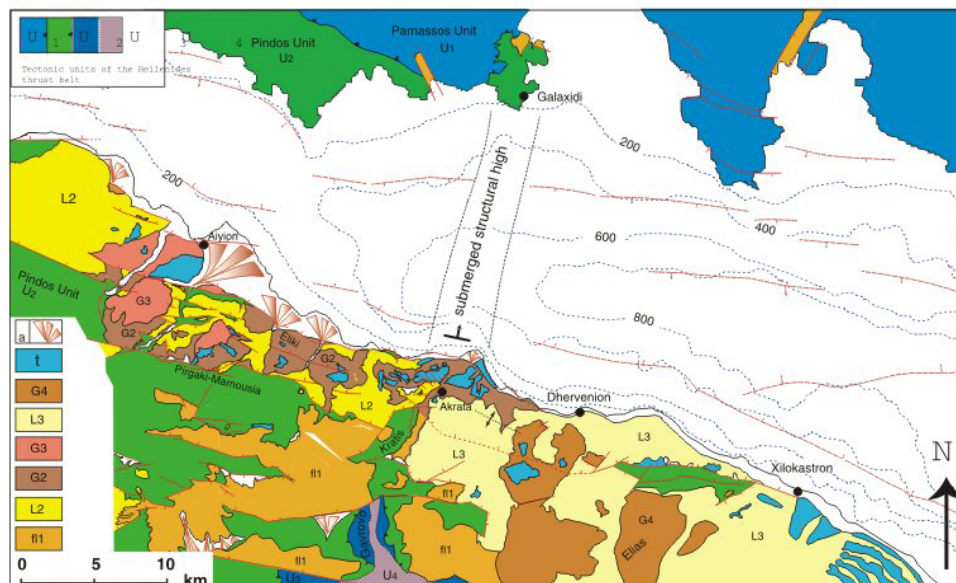 U 1 U 2 U 3 4
Tectonic units of the Hellenides
thrust belt
Pindos Unit
U2
Parnassos Unit
U1
Galaxidi
200
200
400
600
800
submerged structural high
L2
Aiyion
Pindos Unit
U2
G3
G2
Eliki
G2
Pirgaki-Mamousia
L2
Akrata
Dhervenion
Kratis
L3
L3
Xilokastron
N
fl1
fl1
G4
Elias
L3
Gavrovo
fl1
fl1
U3
U4
a
t
G4
L3
G3
G2
L2
fl1
0 5 10
km